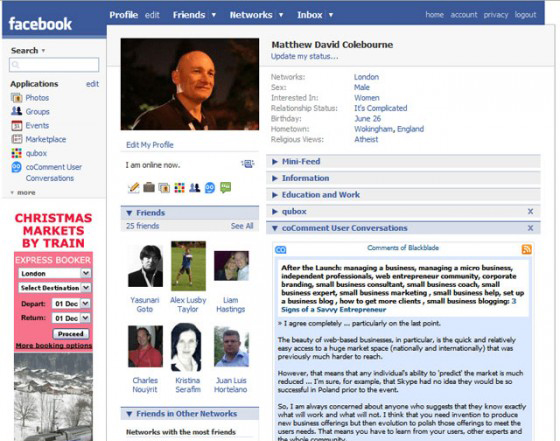 facebook
Profile edit Friends Networks Inbox home account privacy logout
Search
Applications edit
Photos
Groups
Events
Marketplace
qubox
coComment User
Conversations
more
CHRISTMAS
MARKETS
BY TRAIN
EXPRESS BOOKER
London
Select Destination
Depart: 01 Dec
Return: 01 Dec
Proceed
More booking options
Edit My Profile
I am online now.
Friends
25 friends See All
Yasunari
Goto
Alex Lusby
Taylor
Liam
Hastings
Charles
Nouyrit
Kristina
Serafim
Juan Luis
Hortelano
Friends in Other Networks
Networks with the most friends
Matthew David Colebourne
Update my status...
Networks: London
Sex: Male
Interested In: Women
Relationship Status: It's Complicated
Birthday: June 26
Hometown: Wokingham, England
Religious Views: Atheist
Mini-Feed
Information
Education and Work
qubox X
coComment User Conversations X
co Comments of Blackblade
After the Launch: managing a business, managing a micro business,
independent professionals, web entrepreneur community, corporate
branding, small business consultant, small business coach, small
business expert, small business marketing , small business help, set up
a business blog , how to get more clients , small business blogging: 3
Signs of a Savvy Entrepreneur
» I agree completely ... particularly on the last point.
The beauty of web-based businesses, in particular, is the quick and relatively
easy access to a huge market space (nationally and internationally) that was
previously much harder to reach.
However, that means that any individual's ability to 'predict' the market is much
reduced ... I'm sure, for example, that Skype had no idea they would be so
successful in Poland prior to the event.
So, I am always concerned about anyone who suggests that they know exactly
what will work and what will not. I think that you need invention to produce
new business offerings but then evolution to polish those offerings to meet the
users needs. That means you have to learn from your users, other experts and
the whole community.